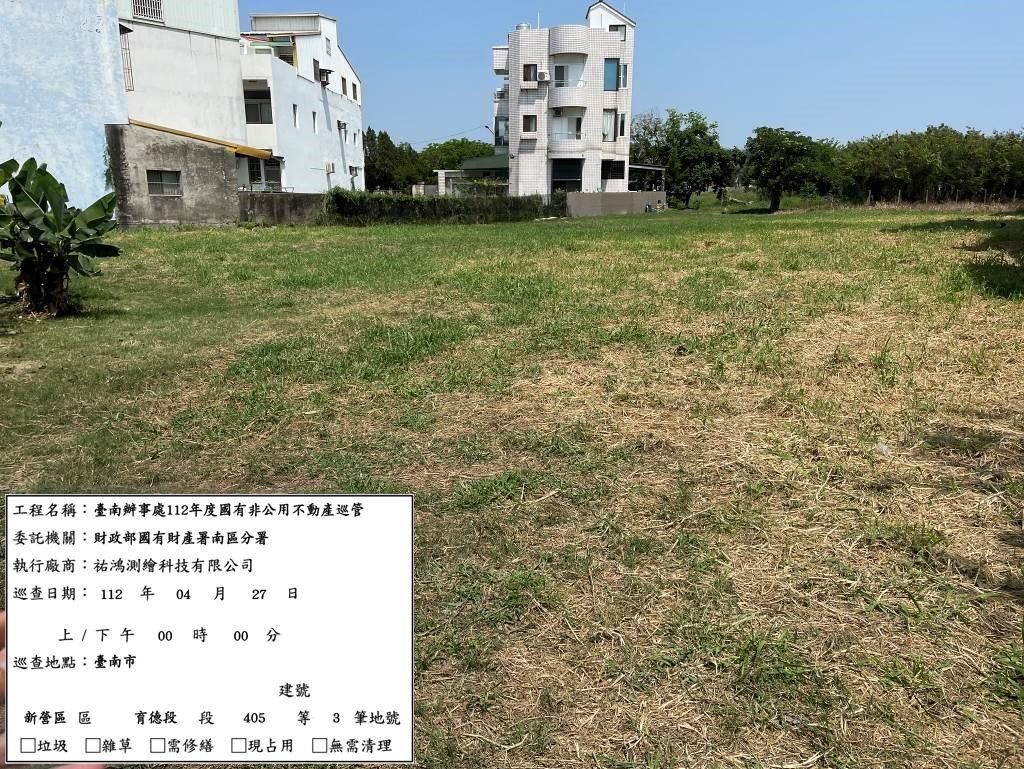 工程名稱：臺南辦事處112年度國有非公用不動產巡管
委託機關：財政部國有財產署南區分署
執行廠商：祐鴻測繪科技有限公司
巡查日期：112 年 04 月 27 日
上 / 下 午 00 時 00 分
巡查地點：臺南市
建號
新營區 區 育德段 段 405 等 3 筆地號
□垃圾 □雜草 □需修繕 □現占用 □無需清理